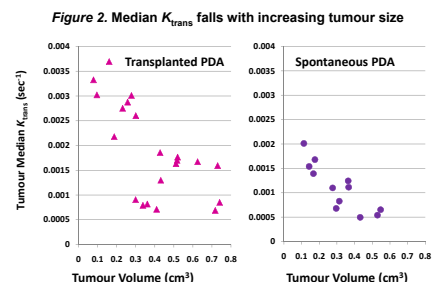 Figure 2. Median Ktrans falls with increasing tumour size
Tumour Median Ktrans (sec-1)
0.004
0.0035
0.003
0.0025
0.002
0.0015
0.001
0.0005
0
Transplanted PDA
0 0.1 0.2 0.3 0.4 0.5 0.6 0.7 0.8
Tumour Volume (cm³)
0.004
0.0035
0.003
0.0025
0.002
0.0015
0.001
0.0005
0
Spontaneous PDA
0 0.1 0.2 0.3 0.4 0.5 0.6 0.7 0.8
Tumour Volume (cm³)